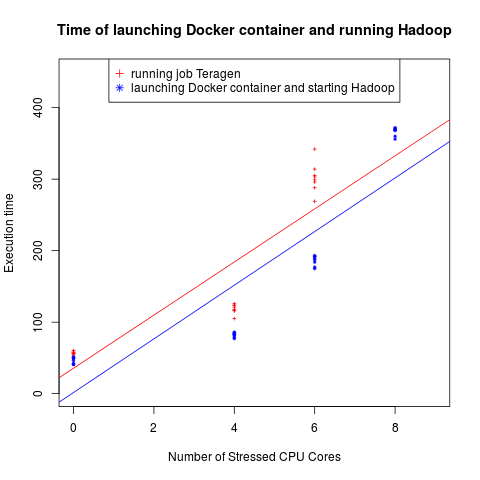 Time of launching Docker container and running Hadoop
running job Teragen
launching Docker container and starting Hadoop
Execution time
400
300
200
100
0
0 2 4 6 8
Number of Stressed CPU Cores